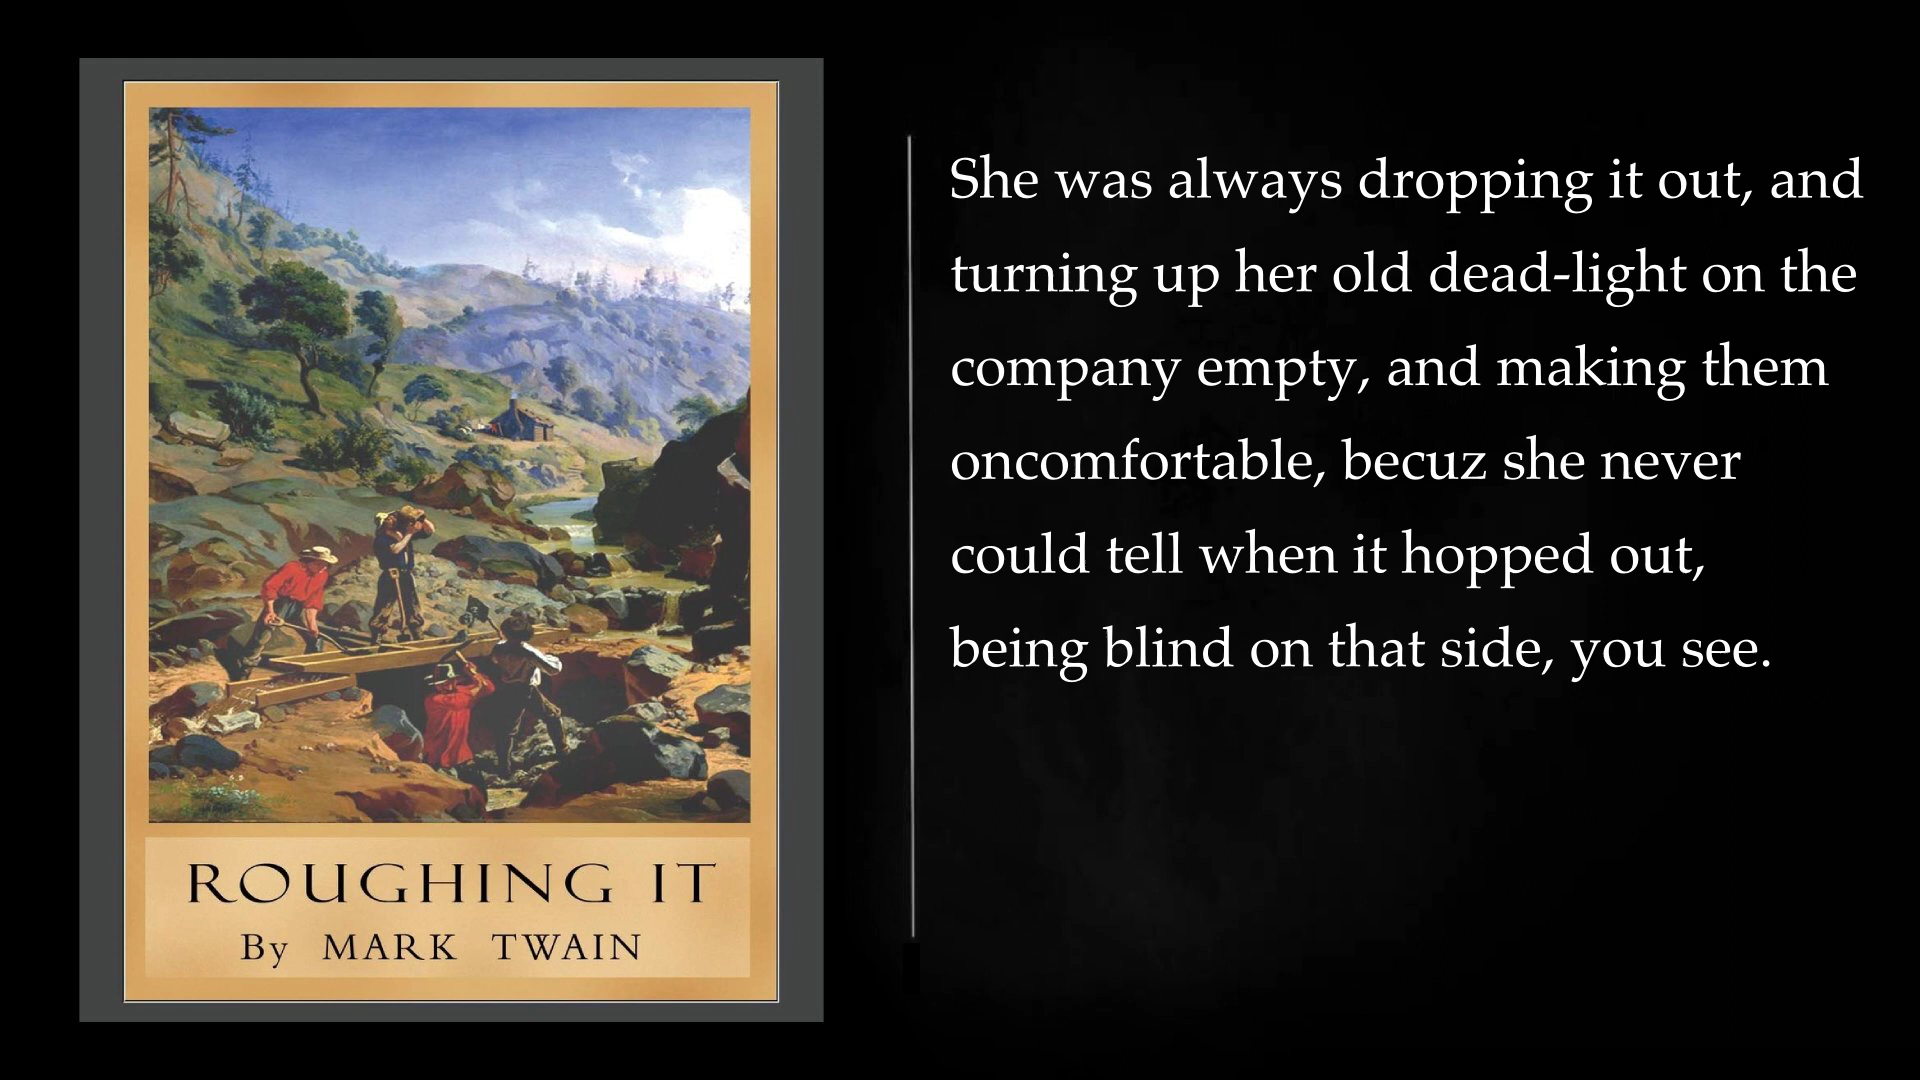 ROUGHING IT
By MARK TWAIN
She was always dropping it out, and
turning up her old dead-light on the
company empty, and making them
oncomfortable, becuz she never
could tell when it hopped out,
being blind on that side, you see.